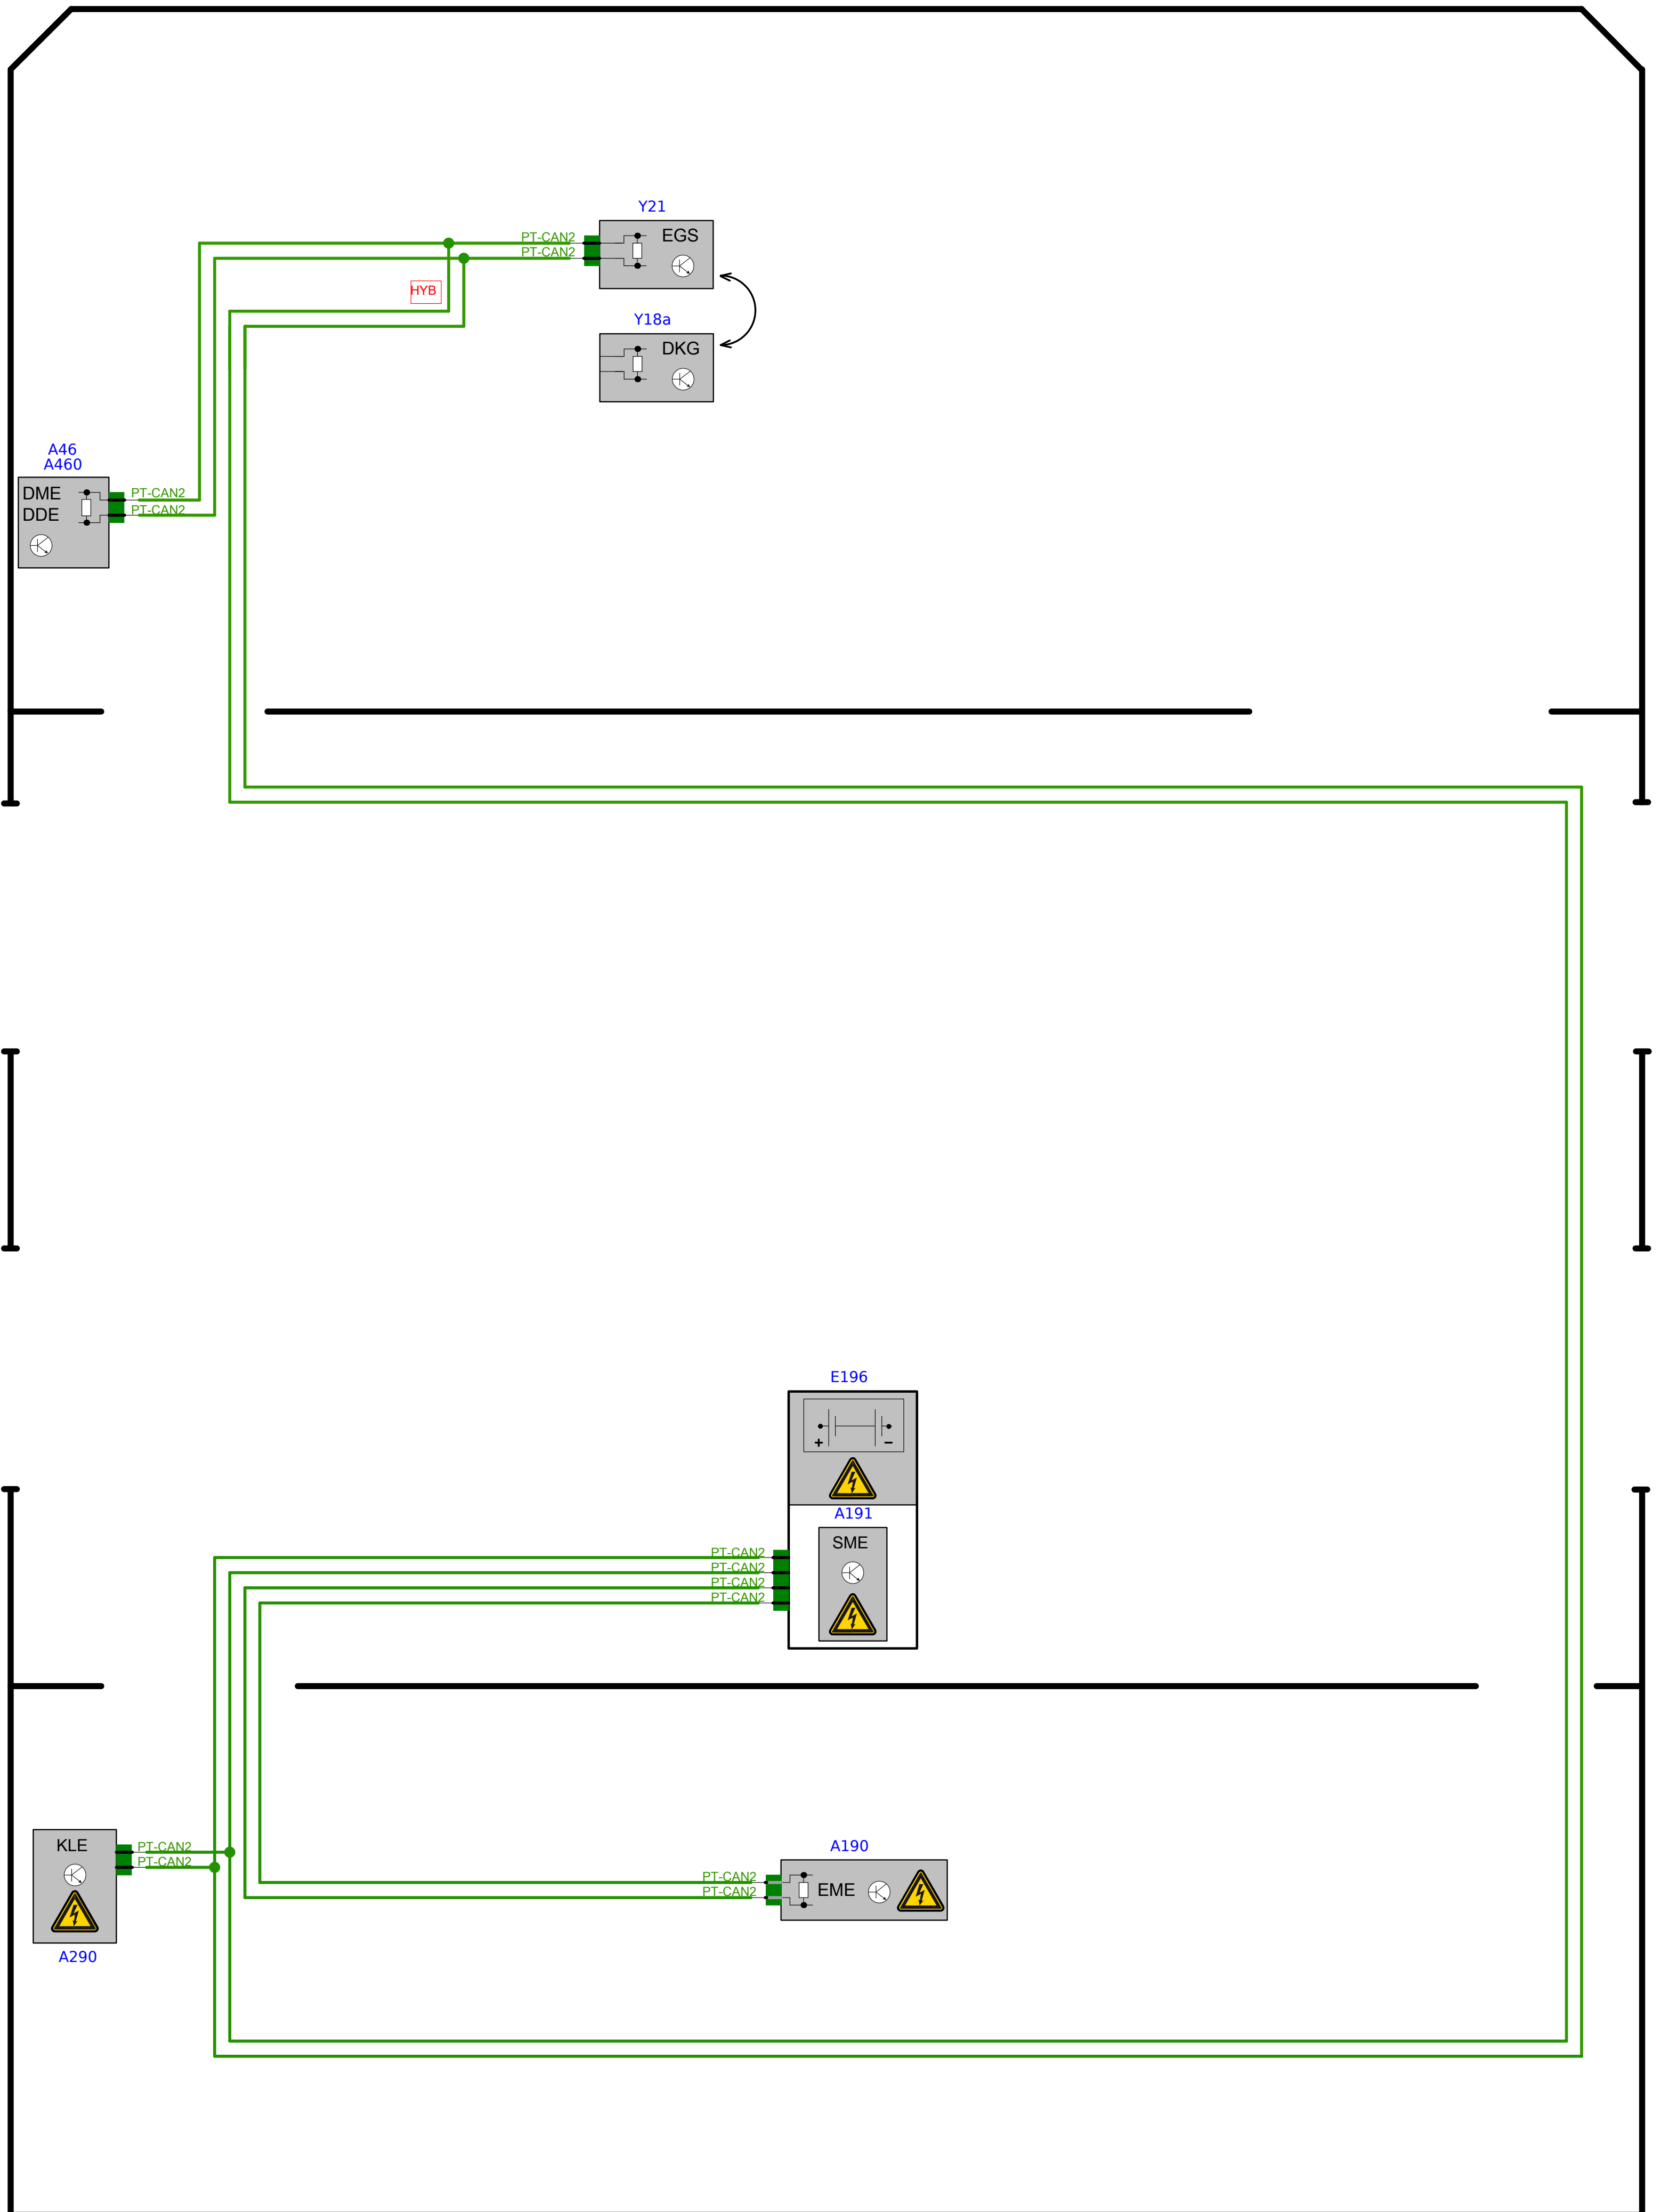 Y21
EGS
PT-CAN2
PT-CAN2
HYB
Y18a
DKG
A46
A460
DME
DDE
PT-CAN2
PT-CAN2
E196
+ −
A191
SME
PT-CAN2
PT-CAN2
PT-CAN2
PT-CAN2
KLE
PT-CAN2
PT-CAN2
A290
A190
PT-CAN2
PT-CAN2
EME